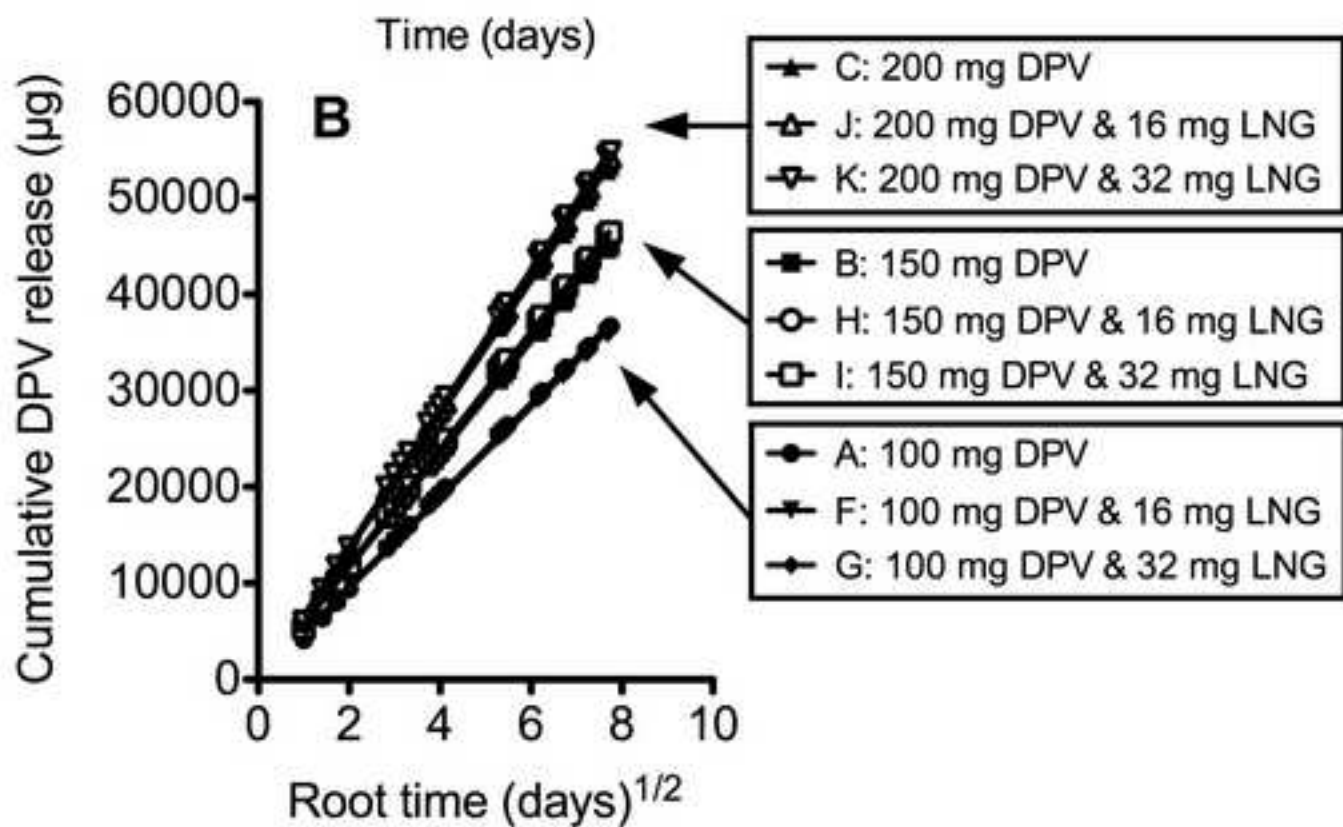 Time (days)
B
Cumulative DPV release (µg)
60000
50000
40000
30000
20000
10000
0
0 2 4 6 8 10
Root time (days)1/2
C: 200 mg DPV
J: 200 mg DPV & 16 mg LNG
K: 200 mg DPV & 32 mg LNG
B: 150 mg DPV
H: 150 mg DPV & 16 mg LNG
I: 150 mg DPV & 32 mg LNG
A: 100 mg DPV
F: 100 mg DPV & 16 mg LNG
G: 100 mg DPV & 32 mg LNG